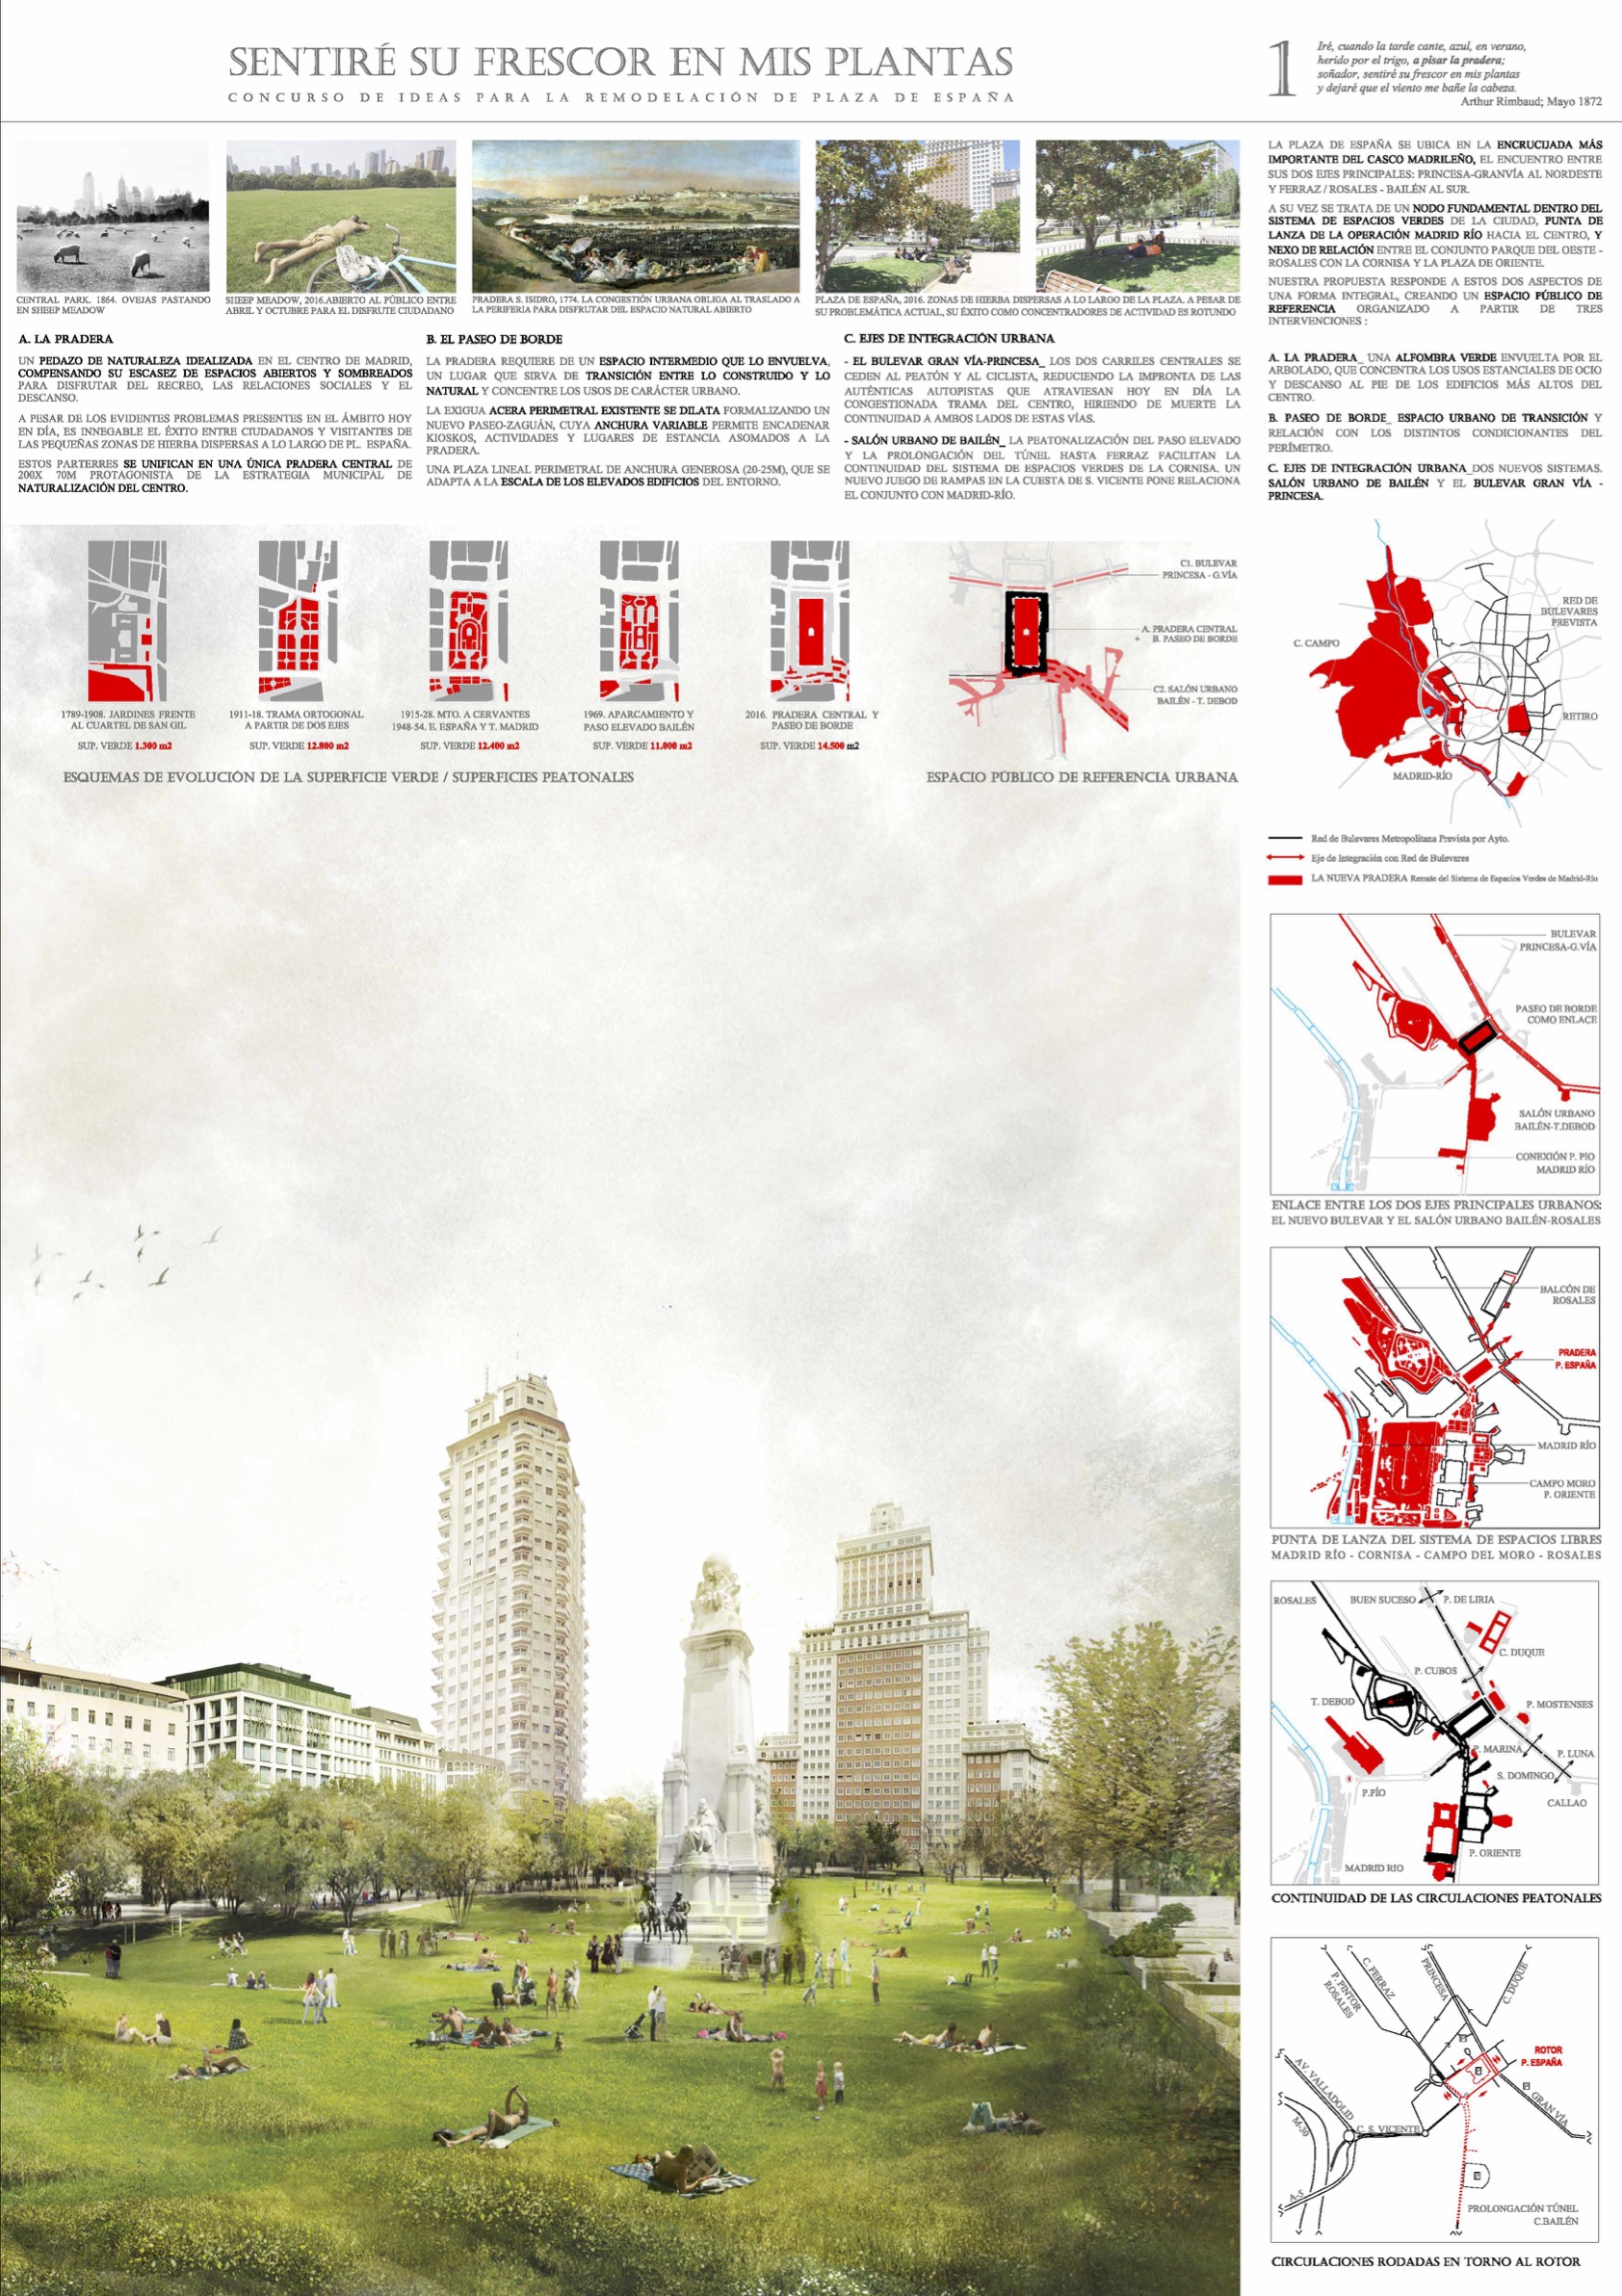 SENTIRÉ SU FRESCOR EN MIS PLANTAS
CONCURSO DE IDEAS PARA LA REMODELACIÓN DE PLAZA DE ESPAÑA
1
Iré, cuando la tarde cante, azul, en verano,
herido por el trigo, a pisar la pradera;
soñador, sentiré su frescor en mis plantas
y dejaré que el viento me bañe la cabeza.
Arthur Rimbaud; Mayo 1872
CENTRAL PARK. 1864. OVEJAS PASTANDO
EN SHEEP MEADOW
SHEEP MEADOW, 2016.ABIERTO AL PÚBLICO ENTRE
ABRIL Y OCTUBRE PARA EL DISFRUTE CIUDADANO
PRADERA S. ISIDRO, 1774. LA CONGESTIÓN URBANA OBLIGA AL TRASLADO A
LA PERIFERIA PARA DISFRUTAR DEL ESPACIO NATURAL ABIERTO
PLAZA DE ESPAÑA, 2016. ZONAS DE HIERBA DISPERSAS A LO LARGO DE LA PLAZA. A PESAR DE
SU PROBLEMÁTICA ACTUAL, SU ÉXITO COMO CONCENTRADORES DE ACTIVIDAD ES ROTUNDO
A. LA PRADERA
UN PEDAZO DE NATURALEZA IDEALIZADA EN EL CENTRO DE MADRID,
COMPENSANDO SU ESCASEZ DE ESPACIOS ABIERTOS Y SOMBREADOS
PARA DISFRUTAR DEL RECREO, LAS RELACIONES SOCIALES Y EL
DESCANSO.
A PESAR DE LOS EVIDENTES PROBLEMAS PRESENTES EN EL ÁMBITO HOY
EN DÍA, ES INNEGABLE EL ÉXITO ENTRE CIUDADANOS Y VISITANTES DE
LAS PEQUEÑAS ZONAS DE HIERBA DISPERSAS A LO LARGO DE PL. ESPAÑA.
ESTOS PARTERRES SE UNIFICAN EN UNA ÚNICA PRADERA CENTRAL DE
200X 70M PROTAGONISTA DE LA ESTRATEGIA MUNICIPAL DE
NATURALIZACIÓN DEL CENTRO.
B. EL PASEO DE BORDE
LA PRADERA REQUIERE DE UN ESPACIO INTERMEDIO QUE LO ENVUELVA,
UN LUGAR QUE SIRVA DE TRANSICIÓN ENTRE LO CONSTRUIDO Y LO
NATURAL Y CONCENTRE LOS USOS DE CARÁCTER URBANO.
LA EXIGUA ACERA PERIMETRAL EXISTENTE SE DILATA FORMALIZANDO UN
NUEVO PASEO-ZAGUÁN, CUYA ANCHURA VARIABLE PERMITE ENCADENAR
KIOSKOS, ACTIVIDADES Y LUGARES DE ESTANCIA ASOMADOS A LA
PRADERA.
UNA PLAZA LINEAL PERIMETRAL DE ANCHURA GENEROSA (20-25M), QUE SE
ADAPTA A LA ESCALA DE LOS ELEVADOS EDIFICIOS DEL ENTORNO.
C. EJES DE INTEGRACIÓN URBANA
- EL BULEVAR GRAN VÍA-PRINCESA_ LOS DOS CARRILES CENTRALES SE
CEDEN AL PEATÓN Y AL CICLISTA, REDUCIENDO LA IMPRONTA DE LAS
AUTÉNTICAS AUTOPISTAS QUE ATRAVIESAN HOY EN DÍA LA
CONGESTIONADA TRAMA DEL CENTRO, HIRIENDO DE MUERTE LA
CONTINUIDAD A AMBOS LADOS DE ESTAS VÍAS.
- SALÓN URBANO DE BAILÉN_ LA PEATONALIZACIÓN DEL PASO ELEVADO
Y LA PROLONGACIÓN DEL TÚNEL HASTA FERRAZ FACILITAN LA
CONTINUIDAD DEL SISTEMA DE ESPACIOS VERDES DE LA CORNISA. UN
NUEVO JUEGO DE RAMPAS EN LA CUESTA DE S. VICENTE PONE RELACIONA
EL CONJUNTO CON MADRID-RÍO.
LA PLAZA DE ESPAÑA SE UBICA EN LA ENCRUCIJADA MÁS
IMPORTANTE DEL CASCO MADRILEÑO, EL ENCUENTRO ENTRE
SUS DOS EJES PRINCIPALES: PRINCESA-GRANVÍA AL NORDESTE
Y FERRAZ / ROSALES - BAILÉN AL SUR.
A SU VEZ SE TRATA DE UN NODO FUNDAMENTAL DENTRO DEL
SISTEMA DE ESPACIOS VERDES DE LA CIUDAD, PUNTA DE
LANZA DE LA OPERACIÓN MADRID RÍO HACIA EL CENTRO, Y
NEXO DE RELACIÓN ENTRE EL CONJUNTO PARQUE DEL OESTE -
ROSALES CON LA CORNISA Y LA PLAZA DE ORIENTE.
NUESTRA PROPUESTA RESPONDE A ESTOS DOS ASPECTOS DE
UNA FORMA INTEGRAL, CREANDO UN ESPACIO PÚBLICO DE
REFERENCIA ORGANIZADO A PARTIR DE TRES
INTERVENCIONES :
A. LA PRADERA_ UNA ALFOMBRA VERDE ENVUELTA POR EL
ARBOLADO, QUE CONCENTRA LOS USOS ESTANCIALES DE OCIO
Y DESCANSO AL PIE DE LOS EDIFICIOS MÁS ALTOS DEL
CENTRO.
B. PASEO DE BORDE_ ESPACIO URBANO DE TRANSICIÓN Y
RELACIÓN CON LOS DISTINTOS CONDICIONANTES DEL
PERÍMETRO.
C. EJES DE INTEGRACIÓN URBANA_DOS NUEVOS SISTEMAS.
SALÓN URBANO DE BAILÉN Y EL BULEVAR GRAN VÍA -
PRINCESA.
1789-1908. JARDINES FRENTE
AL CUARTEL DE SAN GIL
SUP. VERDE 1.300 m2
1911-18. TRAMA ORTOGONAL
A PARTIR DE DOS EJES
SUP. VERDE 12.800 m2
1915-28. MTO. A CERVANTES
1948-54. E. ESPAÑA Y T. MADRID
SUP. VERDE 12.400 m2
1969. APARCAMIENTO Y
PASO ELEVADO BAILÉN
SUP. VERDE 11.000 m2
2016. PRADERA CENTRAL Y
PASEO DE BORDE
SUP. VERDE 14.500 m2
ESQUEMAS DE EVOLUCIÓN DE LA SUPERFICIE VERDE / SUPERFICIES PEATONALES
C1. BULEVAR
PRINCESA - G.VÍA
A. PRADERA CENTRAL
+ B. PASEO DE BORDE
C2. SALÓN URBANO
BAILÉN - T. DEBOD
ESPACIO PÚBLICO DE REFERENCIA URBANA
RED DE
BULEVARES
PREVISTA
C. CAMPO
RETIRO
MADRID-RÍO
Red de Bulevares Metropolitana Prevista por Ayto.
Eje de Integración con Red de Bulevares
LA NUEVA PRADERA Remate del Sistema de Espacios Verdes de Madrid-Río
BULEVAR
PRINCESA-G.VÍA
PASEO DE BORDE
COMO ENLACE
SALÓN URBANO
BAILÉN-T.DEBOD
CONEXIÓN P. PIO
MADRID RÍO
ENLACE ENTRE LOS DOS EJES PRINCIPALES URBANOS:
EL NUEVO BULEVAR Y EL SALÓN URBANO BAILÉN-ROSALES
BALCÓN DE
ROSALES
PRADERA
P. ESPAÑA
MADRID RÍO
CAMPO MORO
P. ORIENTE
PUNTA DE LANZA DEL SISTEMA DE ESPACIOS LIBRES
MADRID RÍO - CORNISA - CAMPO DEL MORO - ROSALES
ROSALES
BUEN SUCESO
P. DE LIRIA
C. DUQUE
P. CUBOS
T. DEBOD
P. MOSTENSES
P. MARINA
P. LUNA
S. DOMINGO
P.PÍO
CALLAO
P. ORIENTE
MADRID RIO
CONTINUIDAD DE LAS CIRCULACIONES PEATONALES
P. PINTOR
ROSALES
C. FERRAZ
PRINCESA
C. DUQUE
ROTOR
P. ESPAÑA
AV. VALLADOLID
GRAN VÍA
M-30
C. S. VICENTE
A-5
PROLONGACIÓN TÚNEL
C.BAILÉN
CIRCULACIONES RODADAS EN TORNO AL ROTOR